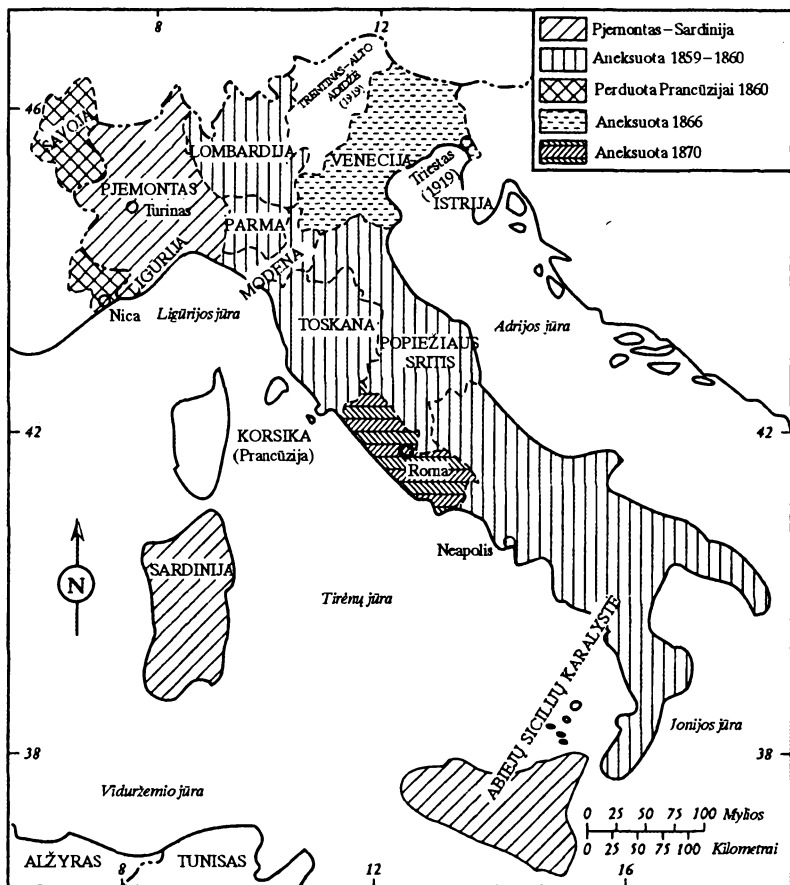 8
12
Pjemontas–Sardinija
Aneksuota 1859–1860
Perduota Prancūzijai 1860
Aneksuota 1866
Aneksuota 1870
46
SAVOJA
TRENTINAS–ALTO
ADIDŽĖ
(1919)
LOMBARDIJA
VENECIJA
Triestas
(1919)
ISTRIJA
PJEMONTAS
Turinas
PARMA
LIGŪRIJA
MODENA
Nica
Ligūrijos jūra
TOSKANA
POPIEŽIAUS
SRITIS
Adrijos jūra
42
42
KORSIKA
(Prancūzija)
Roma
Neapolis
N
SARDINIJA
Tirėnų jūra
ABIEJŲ SICILIJŲ KARALYSTĖ
Jonijos jūra
38
38
Viduržemio jūra
0 25 50 75 100 Mylios
0 25 50 75 100 Kilometrai
ALŽYRAS
TUNISAS
8
12
16